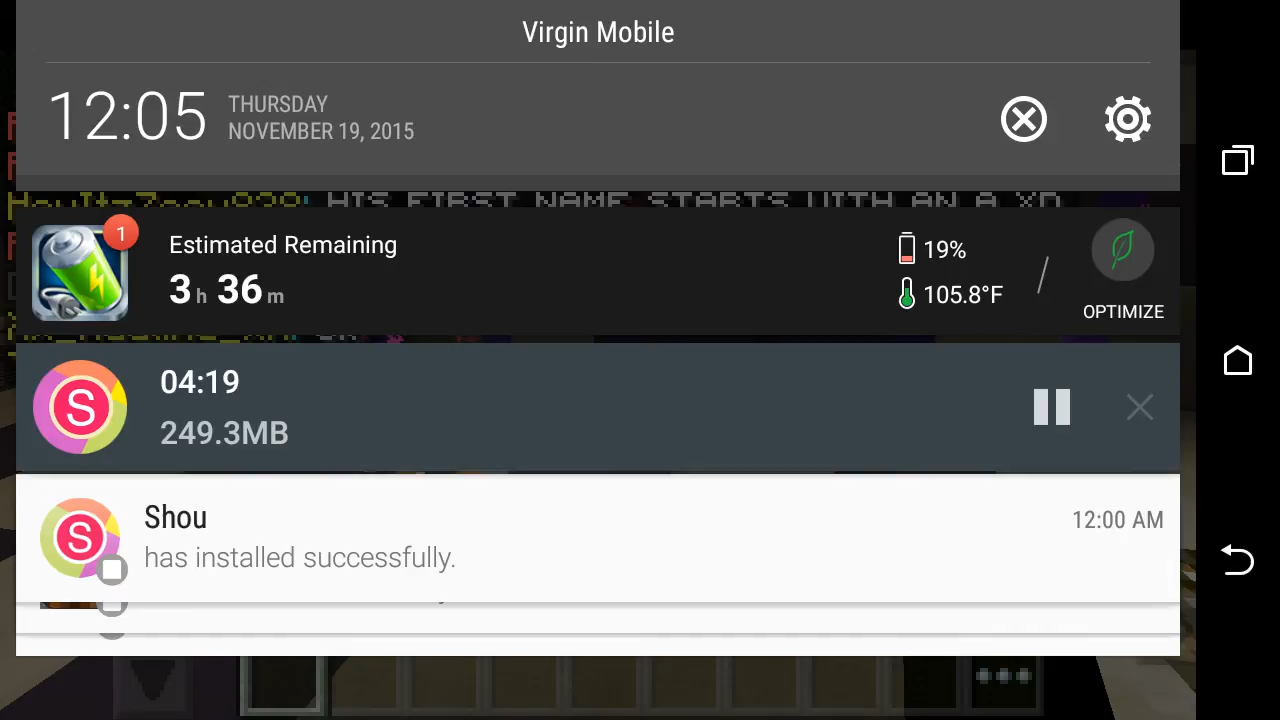 Virgin Mobile
12:05
THURSDAY
NOVEMBER 19, 2015
HIS FIRST NAME STARTS WITH AN A XD
1
Estimated Remaining
3 h 36 m
19%
105.8°F
OPTIMIZE
S
04:19
249.3MB
S
Shou
12:00 AM
has installed successfully.